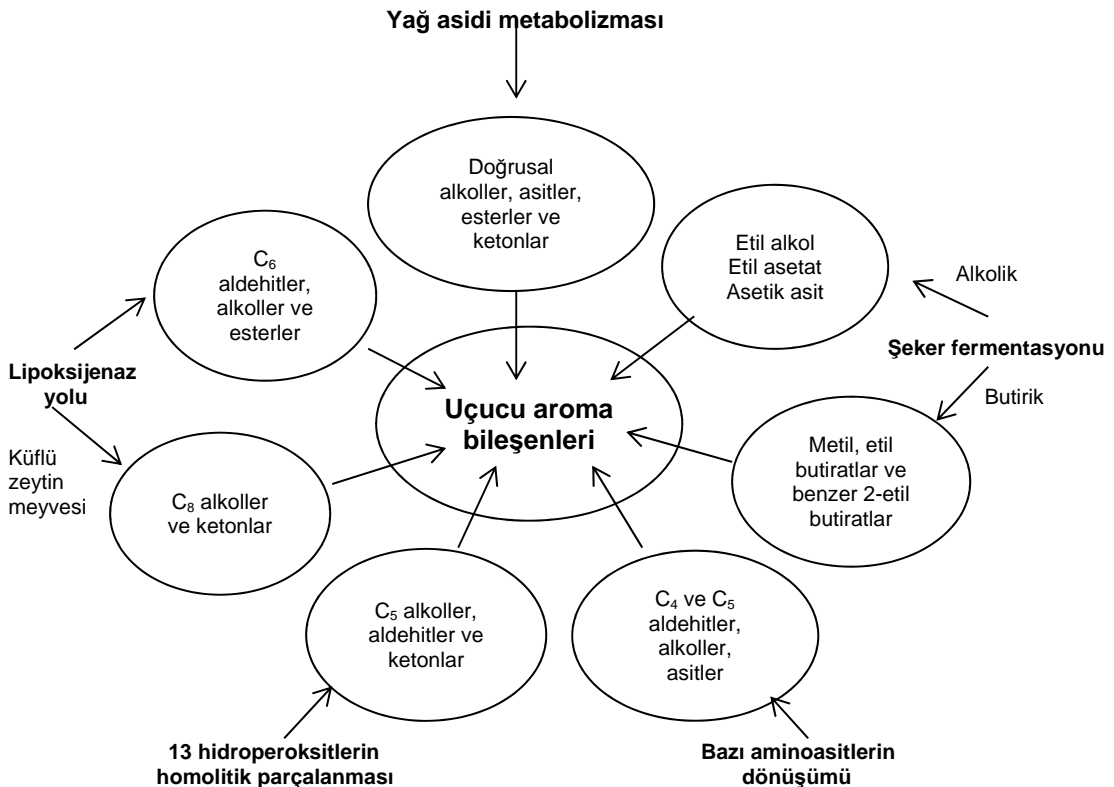 Yağ asidi metabolizması
Doğrusal
alkoller, asitler,
esterler ve
ketonlar
Etil alkol
Etil asetat
Asetik asit
Alkolik
C₆
aldehitler,
alkoller ve
esterler
Şeker fermentasyonu
Lipoksijenaz
yolu
Butirik
Uçucu aroma
bileşenleri
Metil, etil
butiratlar ve
benzer 2-etil
butiratlar
Küflü
zeytin
meyvesi
C₈ alkoller
ve ketonlar
C₅ alkoller,
aldehitler ve
ketonlar
C₄ ve C₅
aldehitler,
alkoller,
asitler
13 hidroperoksitlerin
homolitik parçalanması
Bazı aminoasitlerin
dönüşümü